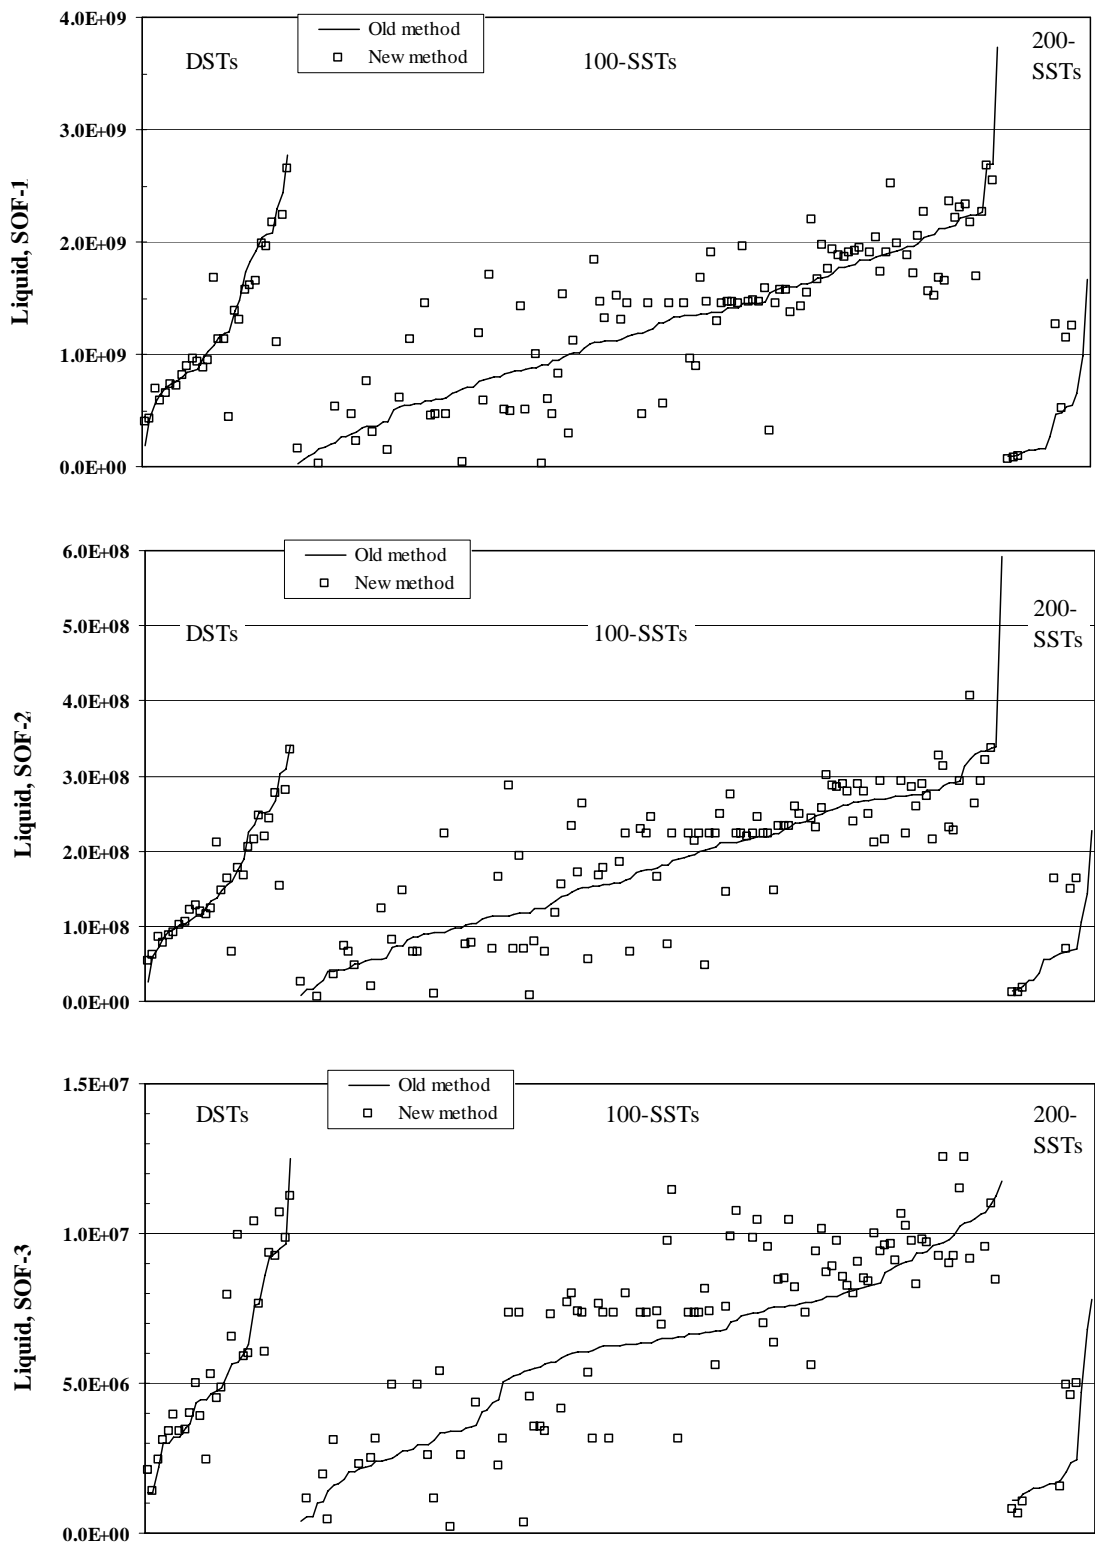 4.0E+09
Old method
New method
DSTs
100-SSTs
200-
SSTs
3.0E+09
2.0E+09
1.0E+09
0.0E+00
Liquid, SOF-1
6.0E+08
Old method
New method
5.0E+08
DSTs
100-SSTs
200-
SSTs
4.0E+08
3.0E+08
2.0E+08
1.0E+08
0.0E+00
Liquid, SOF-2
1.5E+07
Old method
New method
DSTs
100-SSTs
200-
SSTs
1.0E+07
5.0E+06
0.0E+00
Liquid, SOF-3